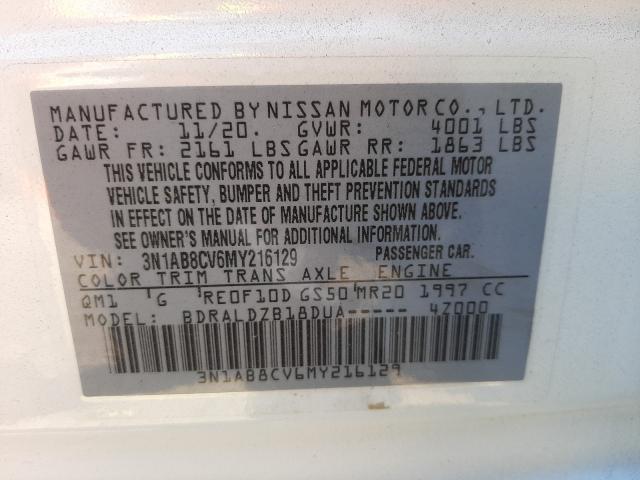 MANUFACTURED BY NISSAN MOTOR CO., LTD.
DATE: 11/20. GVWR: 4001 LBS
GAWR FR: 2161 LBS GAWR RR: 1863 LBS
THIS VEHICLE CONFORMS TO ALL APPLICABLE FEDERAL MOTOR
VEHICLE SAFETY, BUMPER AND THEFT PREVENTION STANDARDS
IN EFFECT ON THE DATE OF MANUFACTURE SHOWN ABOVE.
SEE OWNER'S MANUAL FOR ADDITIONAL INFORMATION.
VIN: 3N1AB8CV6MY216129 PASSENGER CAR.
COLOR TRIM TRANS AXLE ENGINE
QM1 'G RE0F10D GS50 MR20 1997 CC
MODEL: BDRALDZB18DUA----- 4Z000
3N1AB8CV6MY216129